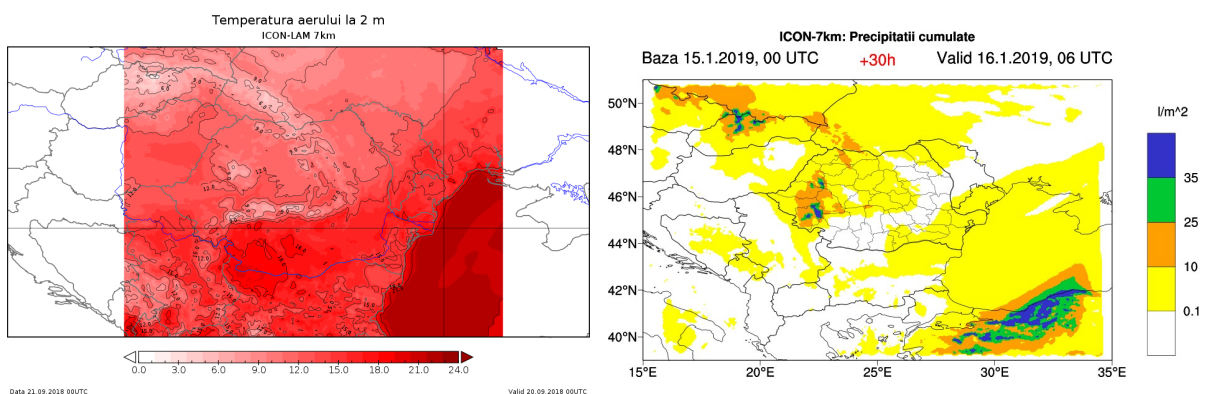 Temperatura aerului la 2 m
ICON-LAM 7km
0.0 3.0 6.0 9.0 12.0 15.0 18.0 21.0 24.0
Data 21.09.2018 00UTC
Valid 20.09.2018 00UTC
ICON-7km: Precipitatii cumulate
Baza 15.1.2019, 00 UTC +30h Valid 16.1.2019, 06 UTC
50°N
48°N
46°N
44°N
42°N
40°N
15°E 20°E 25°E 30°E 35°E
l/m^2
35
25
10
0.1